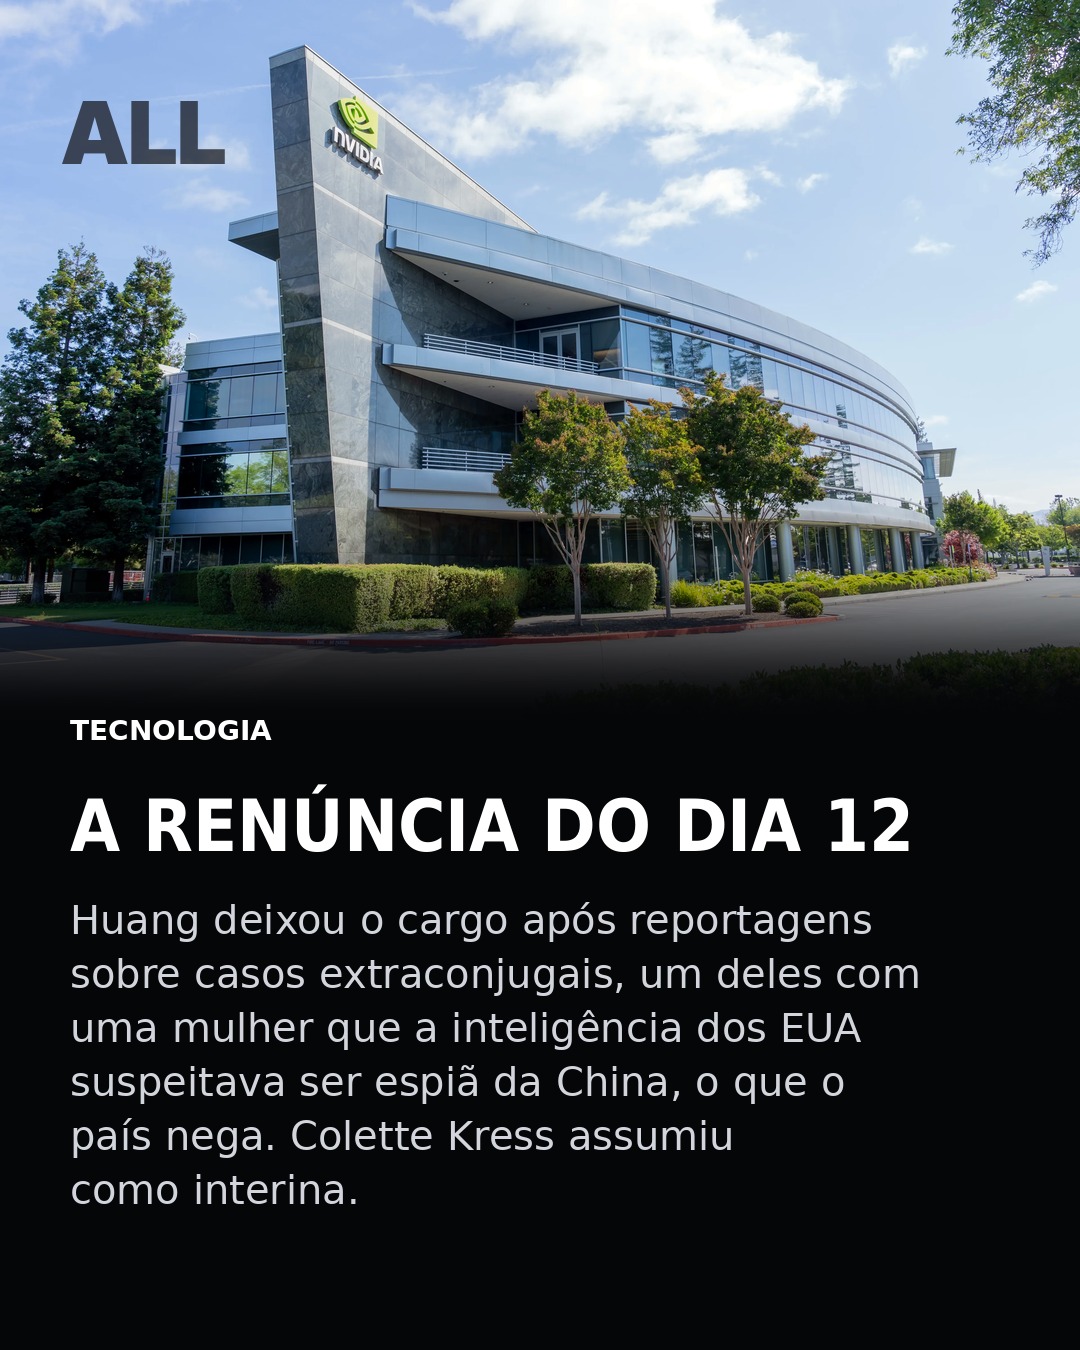 ALL
NVIDIA
TECNOLOGIA
A RENÚNCIA DO DIA 12
Huang deixou o cargo após reportagens
sobre casos extraconjugais, um deles com
uma mulher que a inteligência dos EUA
suspeitava ser espiã da China, o que o
país nega. Colette Kress assumiu
como interina.